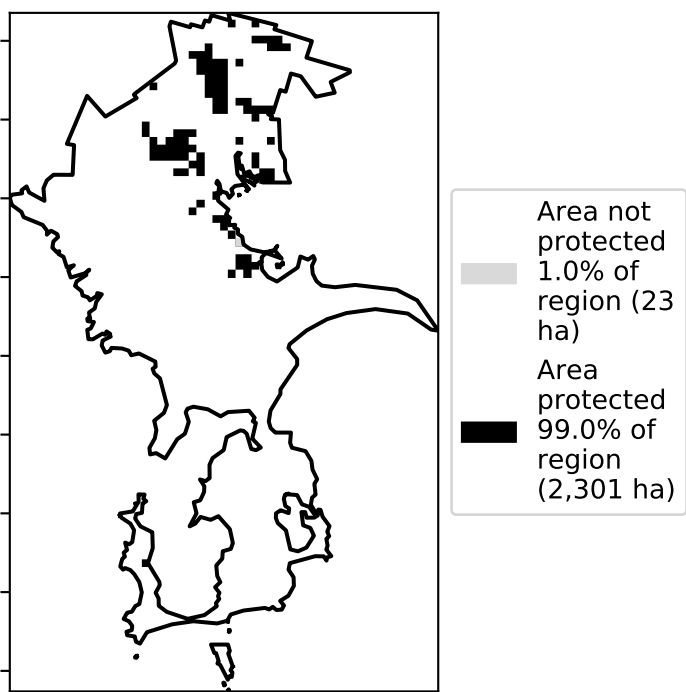 Area not
protected
1.0% of
region (23
ha)
Area
protected
99.0% of
region
(2,301 ha)